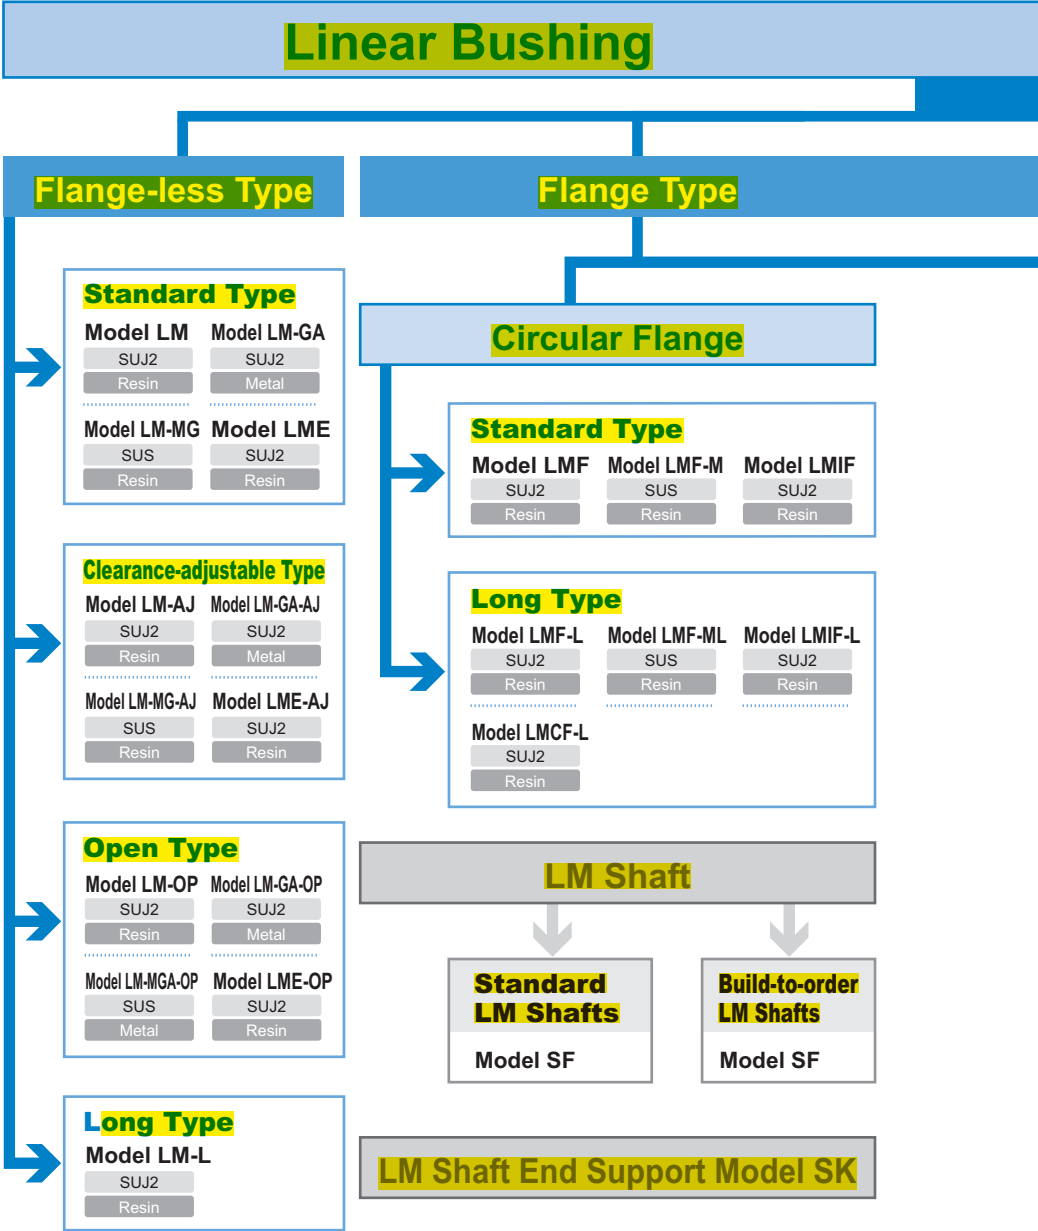 Linear Bushing
Flange-less Type
Standard Type
Model LM Model LM-GA
SUJ2 SUJ2
Resin Metal
Model LM-MG Model LME
SUS SUJ2
Resin Resin
Clearance-adjustable Type
Model LM-AJ Model LM-GA-AJ
SUJ2 SUJ2
Resin Metal
Model LM-MG-AJ Model LME-AJ
SUS SUJ2
Resin Resin
Open Type
Model LM-OP Model LM-GA-OP
SUJ2 SUJ2
Resin Metal
Model LM-MGA-OP Model LME-OP
SUS SUJ2
Metal Resin
Long Type
Model LM-L
SUJ2
Resin
Flange Type
Circular Flange
Standard Type
Model LMF Model LMF-M Model LMIF
SUJ2 SUS SUJ2
Resin Resin Resin
Long Type
Model LMF-L Model LMF-ML Model LMIF-L
SUJ2 SUS SUJ2
Resin Resin Resin
Model LMCF-L
SUJ2
Resin
LM Shaft
Standard
LM Shafts
Model SF
Build-to-order
LM Shafts
Model SF
LM Shaft End Support Model SK